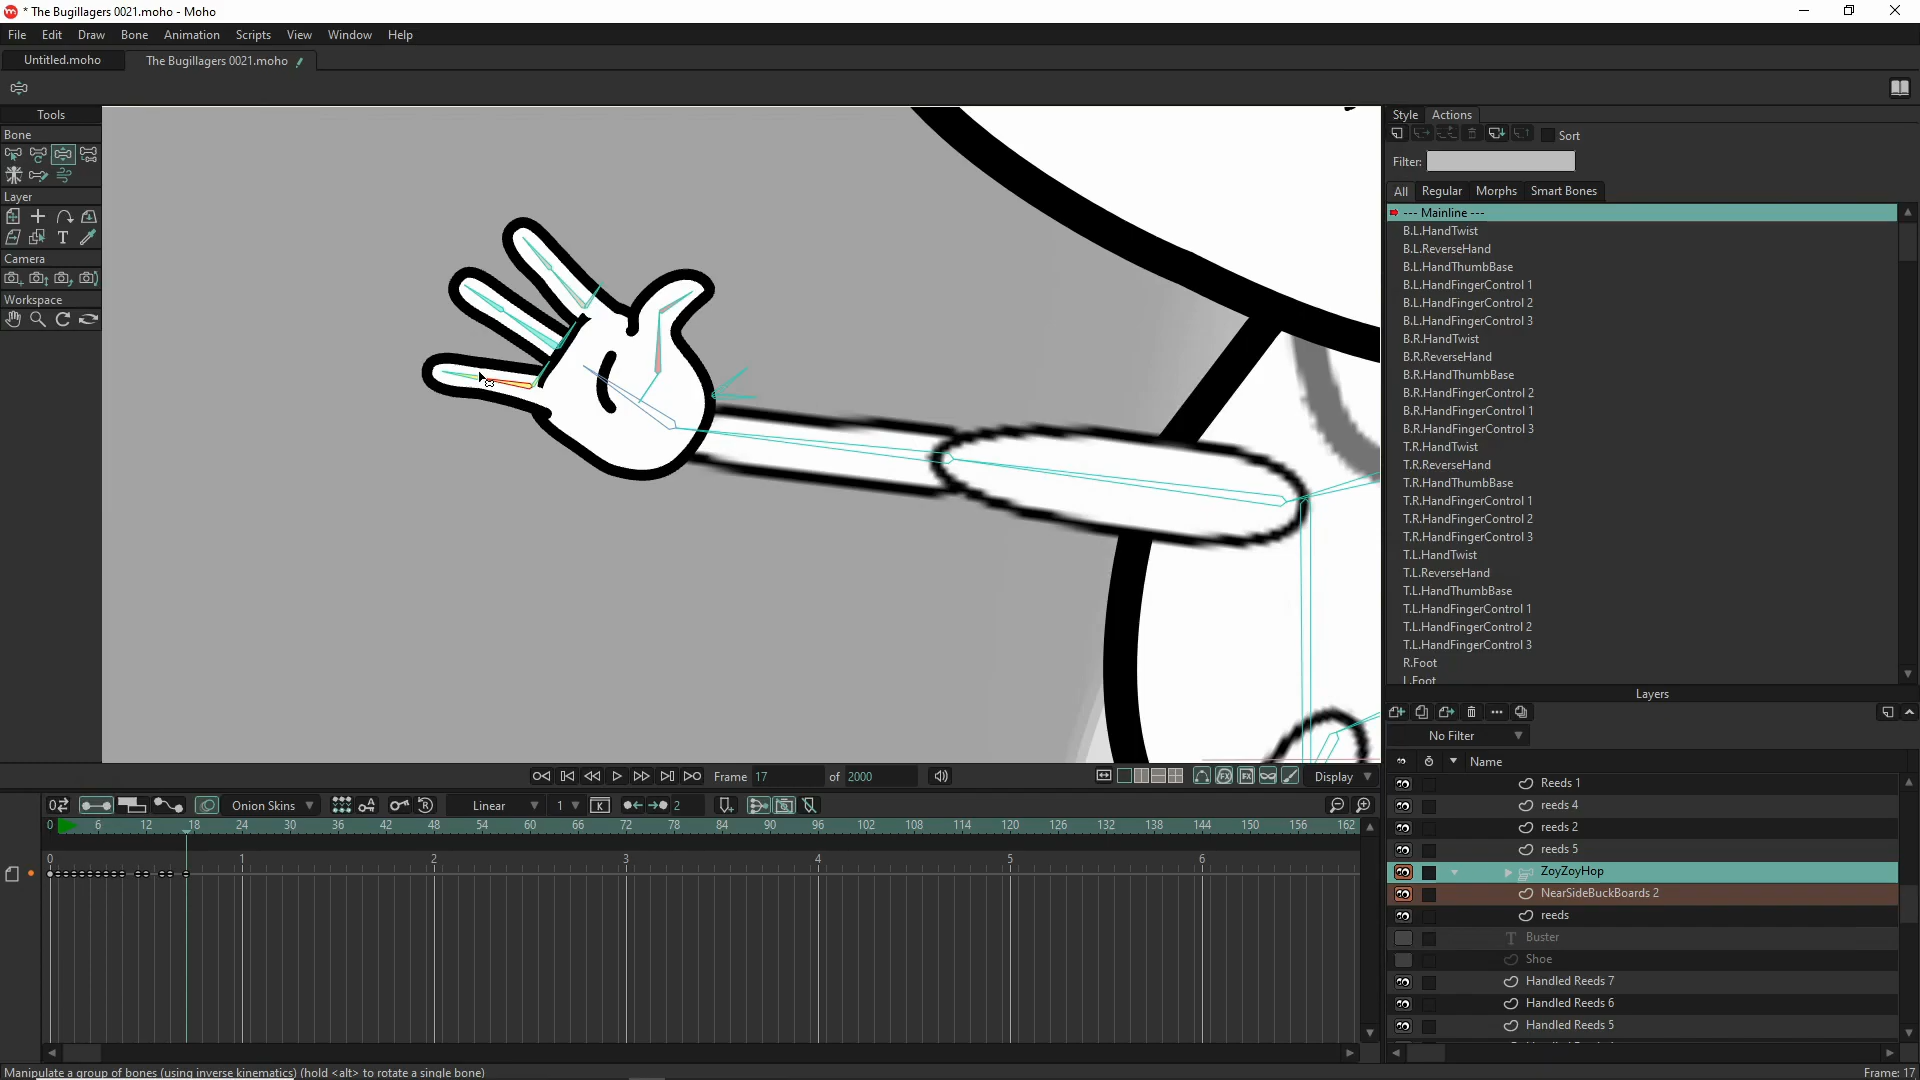 * The Bugillagers 0021.moho - Moho
File Edit Draw Bone Animation Scripts View Window Help
Untitled.moho The Bugillagers 0021.moho
Tools
Bone
Layer
Camera
Workspace
Style Actions
Sort
Filter:
All Regular Morphs Smart Bones
--- Mainline ---
B.L.HandTwist
B.L.ReverseHand
B.L.HandThumbBase
B.L.HandFingerControl 1
B.L.HandFingerControl 2
B.L.HandFingerControl 3
B.R.HandTwist
B.R.ReverseHand
B.R.HandThumbBase
B.R.HandFingerControl 2
B.R.HandFingerControl 1
B.R.HandFingerControl 3
T.R.HandTwist
T.R.ReverseHand
T.R.HandThumbBase
T.R.HandFingerControl 1
T.R.HandFingerControl 2
T.R.HandFingerControl 3
T.L.HandTwist
T.L.ReverseHand
T.L.HandThumbBase
T.L.HandFingerControl 1
T.L.HandFingerControl 2
T.L.HandFingerControl 3
R.Foot
L.Foot
Layers
No Filter
Name
Reeds 1
reeds 4
reeds 2
reeds 5
ZoyZoyHop
NearSideBuckBoards 2
reeds
Buster
Shoe
Handled Reeds 7
Handled Reeds 6
Handled Reeds 5
Frame 17 of 2000
Display
Onion Skins Linear 1 2
0 6 12 18 24 30 36 42 48 54 60 66 72 78 84 90 96 102 108 114 120 126 132 138 144 150 156 162
0 1 2 3 4 5 6
Manipulate a group of bones (using inverse kinematics) (hold <alt> to rotate a single bone)
Frame: 17